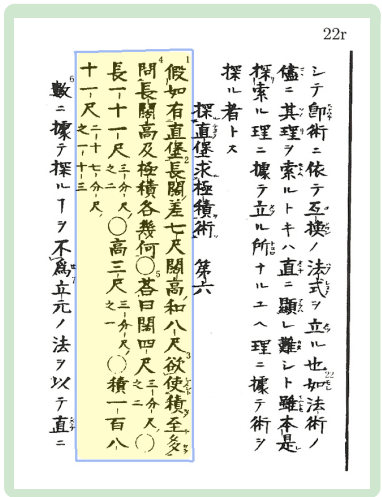 22r
シテ即術ニ依テ互換ノ法式ヲ立ル也如法術ノ
儘ニ其理ヲ索ルトキハ直ニ顕レ難シト雖本是
探索ル理ニ據テ立ル所ナルユヘ理ニ據テ術ヲ
探ル者トス
探直堡求極積術 第六
假如有直堡長闊差七尺闊高和八尺欲使積至多
問長闊高及極積各幾何〇荅曰闊四尺三分尺之二〇
長一十一尺三分尺之二〇高三尺三分尺之一〇積一百八
十一尺二十七分尺之一十三
數ニ據テ探ルヿヲ不爲立元ノ法ヲ以テ直ニ